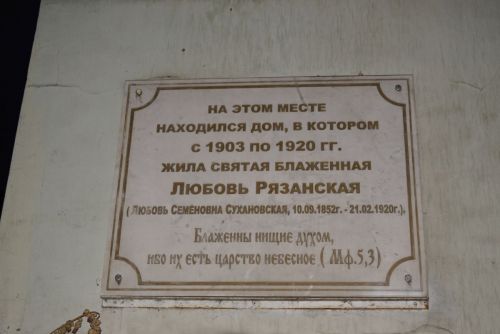 НА ЭТОМ МЕСТЕ
НАХОДИЛСЯ ДОМ, В КОТОРОМ
С 1903 ПО 1920 ГГ.
ЖИЛА СВЯТАЯ БЛАЖЕННАЯ
ЛЮБОВЬ РЯЗАНСКАЯ
(ЛЮБОВЬ СЕМЁНОВНА СУХАНОВСКАЯ, 10.09.1852г. - 21.02.1920г.).
Блаженны нищие духом,
ибо их есть царство небесное (Мф.5,3)